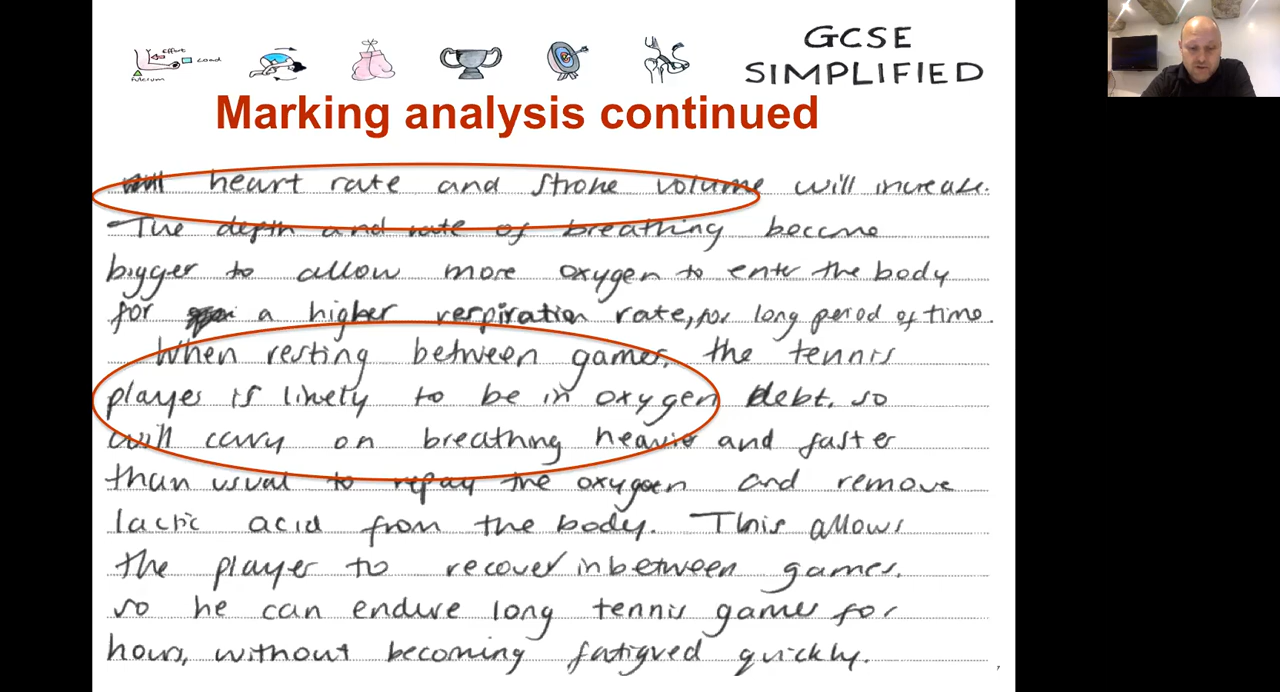 Effort
Load
fulcrum
GCSE
SIMPLIFIED
Marking analysis continued
heart rate and stroke volume will increase.
The depth and rate of breathing become
bigger to allow more oxygen to enter the body
for a higher respiration rate, for long period of time.
When resting between games, the tennis
player is likely to be in oxygen debt, so
will carry on breathing heavier and faster
than usual to repay the oxygen and remove
lactic acid from the body. This allows
the player to recover inbetween games.
so he can endure long tennis games for
hours, without becoming fatigued quickly.